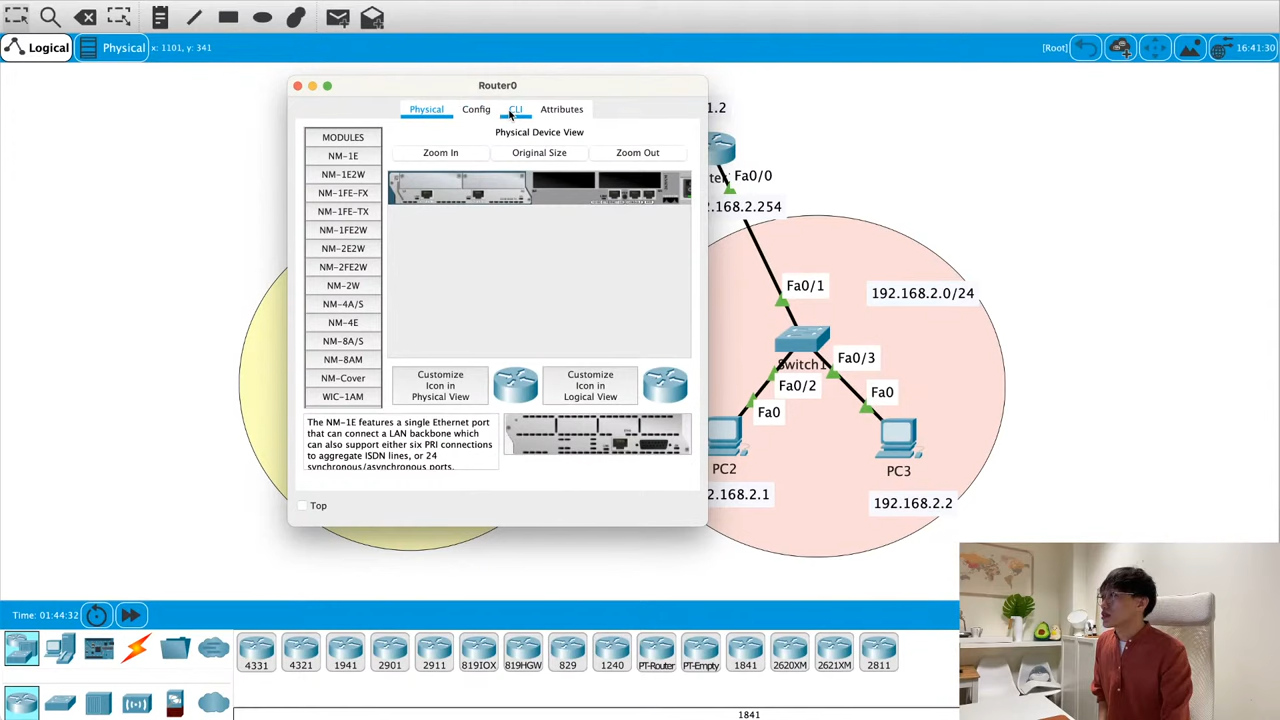 Logical
Physical
x: 1101, y: 341
[Root]
16:41:30
Router0
Physical
Config
CLI
Attributes
MODULES
NM-1E
NM-1E2W
NM-1FE-FX
NM-1FE-TX
NM-1FE2W
NM-2E2W
NM-2FE2W
NM-2W
NM-4A/S
NM-4E
NM-8A/S
NM-8AM
NM-Cover
WIC-1AM
Physical Device View
Zoom In
Original Size
Zoom Out
Customize
Icon in
Physical View
Customize
Icon in
Logical View
The NM-1E features a single Ethernet port
that can connect a LAN backbone which
can also support either six PRI connections
to aggregate ISDN lines, or 24
synchronous/asynchronous ports.
Top
.1.2
Fa0/0
.168.2.254
Fa0/1
192.168.2.0/24
Switch1
Fa0/3
Fa0/2
Fa0
Fa0
PC2
PC3
2.168.2.1
192.168.2.2
Time: 01:44:32
4331
4321
1941
2901
2911
819IOX
819HGW
829
1240
PT-Router
PT-Empty
1841
2620XM
2621XM
2811
1841